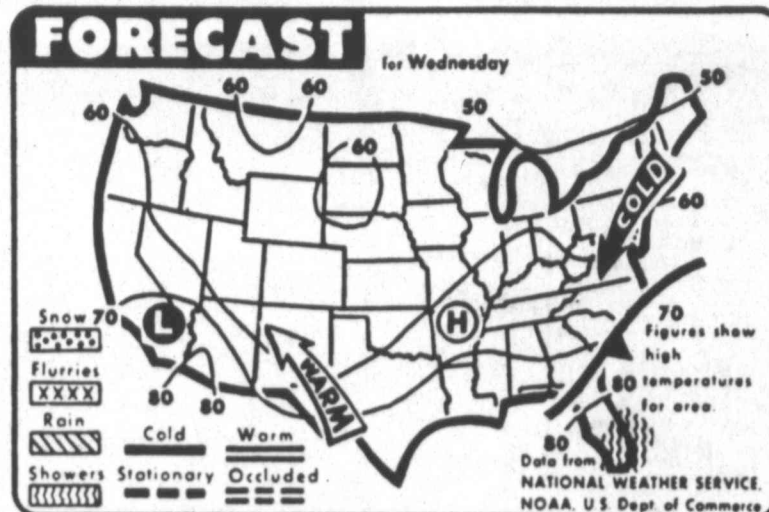 FORECAST
for Wednesday
60
60
60
50
50
60
60
COLD
70
L
H
WARM
80
80
70
Figures show
high
temperatures
for area.
80
80
Snow
Flurries
XXXX
Rain
Showers
Cold
Warm
Stationary
Occluded
Data from
NATIONAL WEATHER SERVICE,
NOAA, U.S. Dept. of Commerce